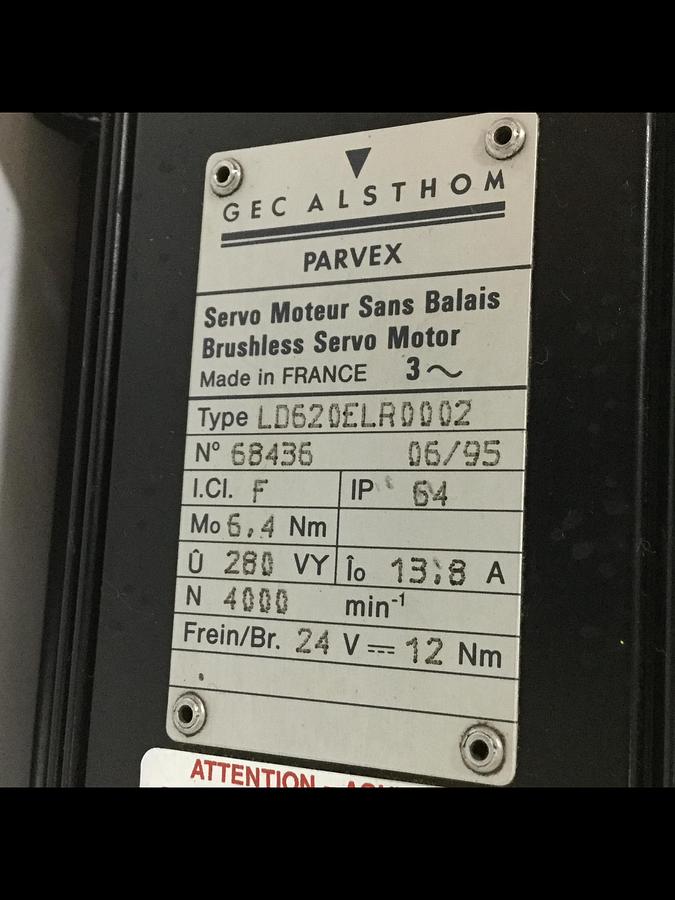 GEC ALSTHOM
PARVEX
Servo Moteur Sans Balais
Brushless Servo Motor
Made in FRANCE 3~
Type LD620ELR0002
N° 68436 06/95
I.Cl. F IP 64
Mo 6,4 Nm
Û 280 VY Îo 13,8 A
N 4000 min-1
Frein/Br. 24 V ⎓ 12 Nm
ATTENTION -